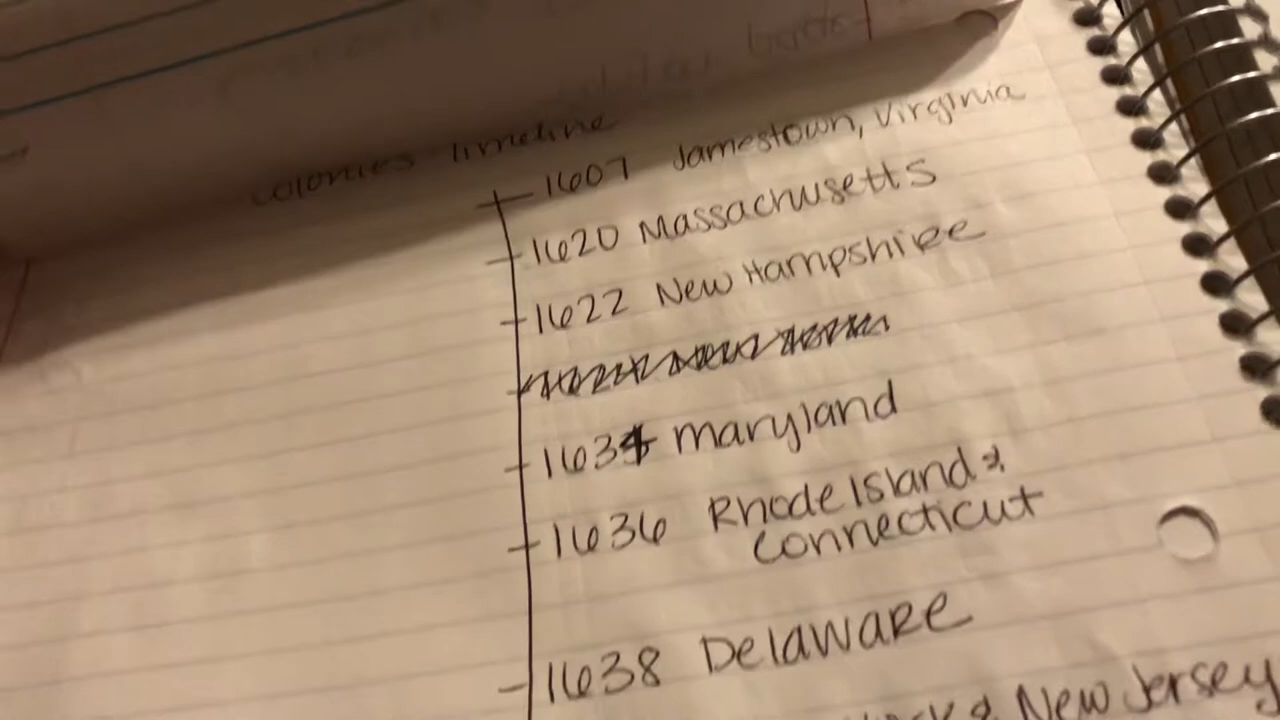 colonies timeline
1607 Jamestown, Virginia
1620 Massachusetts
1622 New Hampshire
1634 Maryland
1636 Rhode Island &
Connecticut
1638 Delaware
& New Jersey